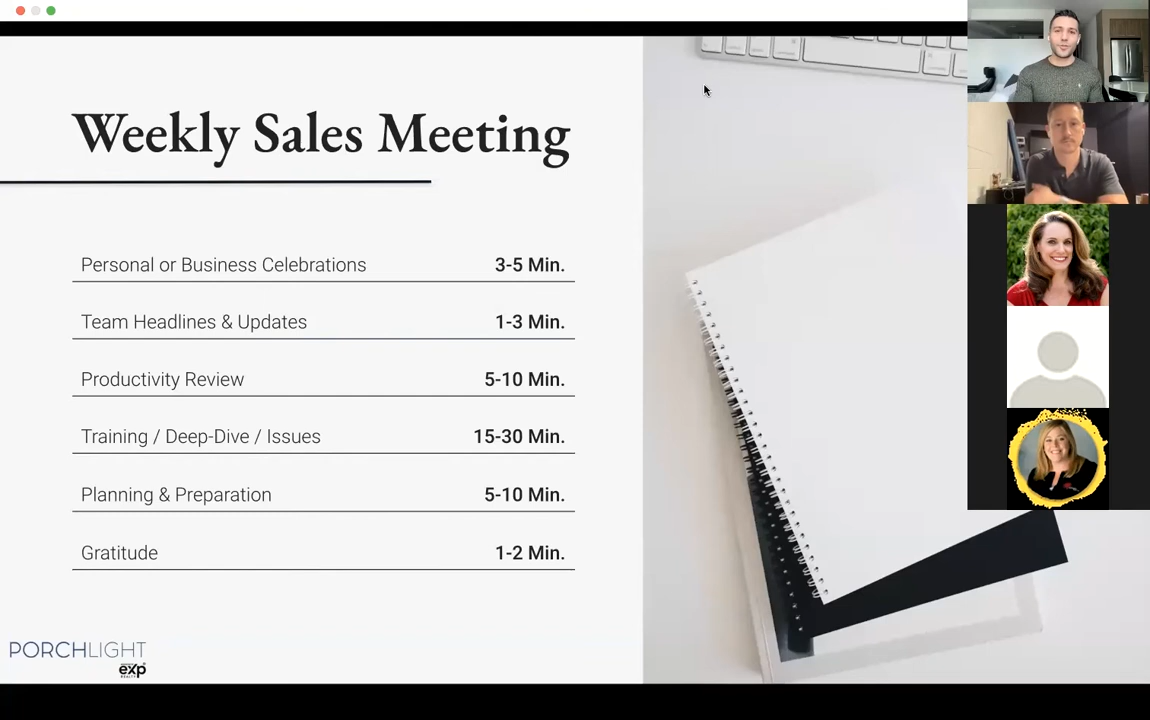 Weekly Sales Meeting
Personal or Business Celebrations 3-5 Min.
Team Headlines & Updates 1-3 Min.
Productivity Review 5-10 Min.
Training / Deep-Dive / Issues 15-30 Min.
Planning & Preparation 5-10 Min.
Gratitude 1-2 Min.
PORCHLIGHT
exp
REALTY